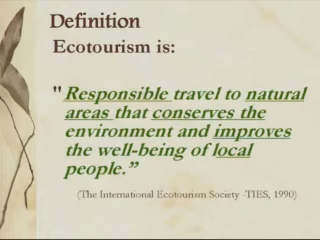 Definition
Ecotourism is:
"Responsible travel to natural
areas that conserves the
environment and improves
the well-being of local
people.”
(The International Ecotourism Society -TIES, 1990)